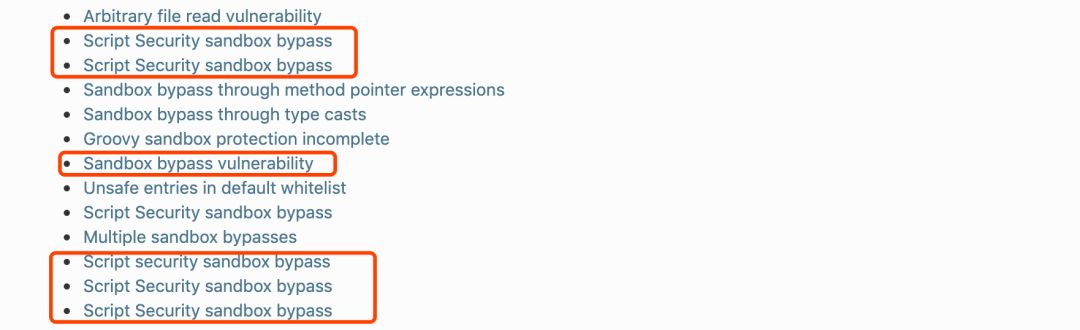 Arbitrary file read vulnerability
Script Security sandbox bypass
Script Security sandbox bypass
Sandbox bypass through method pointer expressions
Sandbox bypass through type casts
Groovy sandbox protection incomplete
Sandbox bypass vulnerability
Unsafe entries in default whitelist
Script Security sandbox bypass
Multiple sandbox bypasses
Script security sandbox bypass
Script Security sandbox bypass
Script Security sandbox bypass